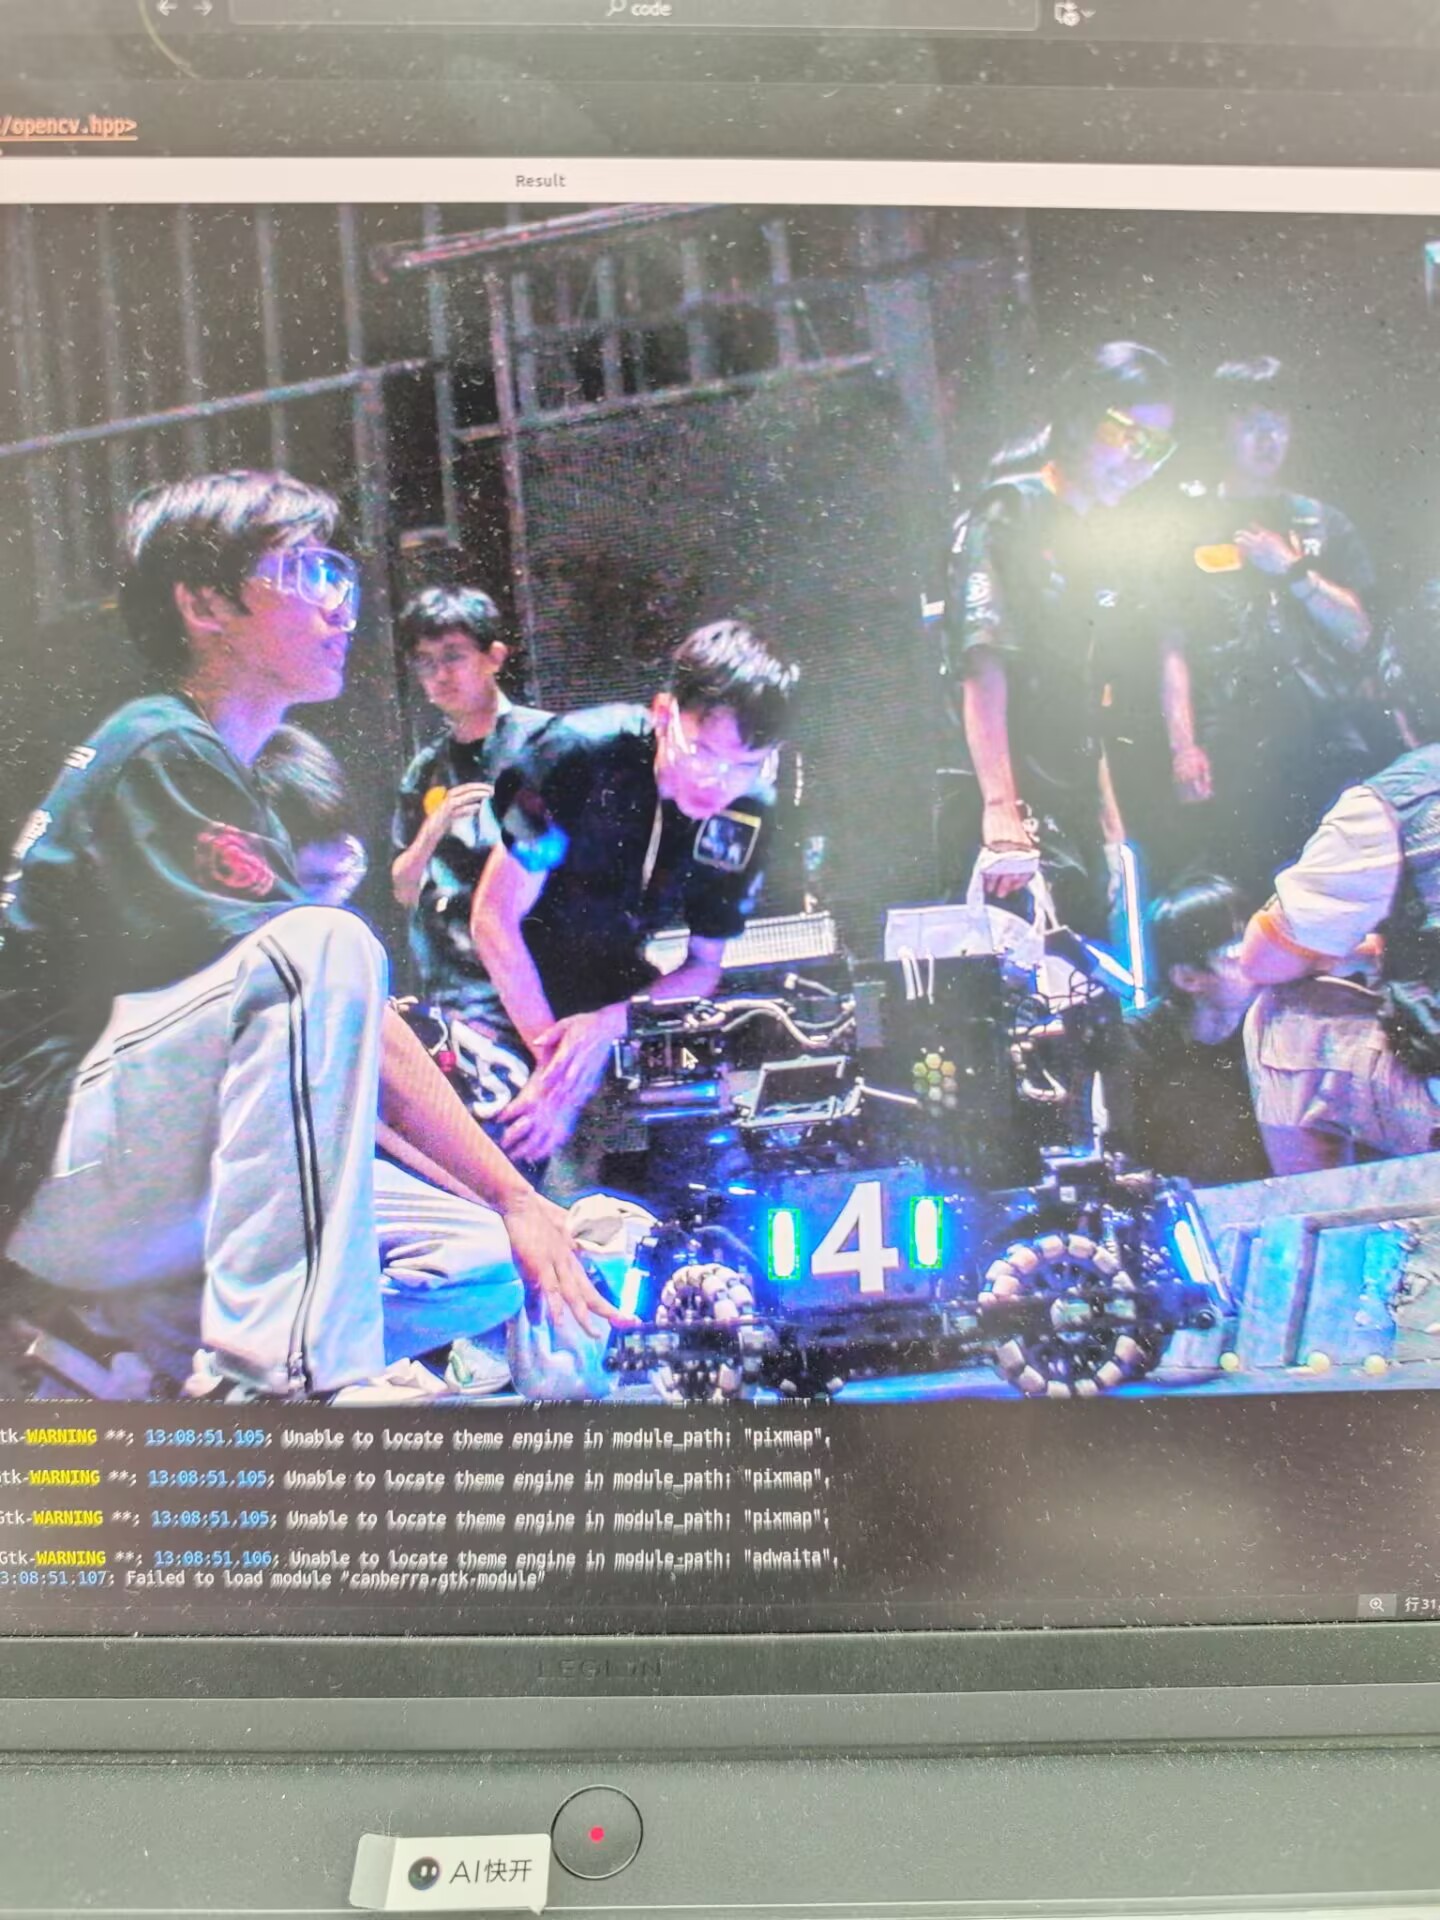 code
/opencv.hpp>
Result
4
tk-WARNING **: 13:08:51.105: Unable to locate theme engine in module_path: "pixmap",
tk-WARNING **: 13:08:51.105: Unable to locate theme engine in module_path: "pixmap",
Gtk-WARNING **: 13:08:51.105: Unable to locate theme engine in module_path: "pixmap",
Gtk-WARNING **: 13:08:51.106: Unable to locate theme engine in module_path: "adwaita",
3:08:51.107: Failed to load module "canberra-gtk-module"
行31,
LEGION
AI快开